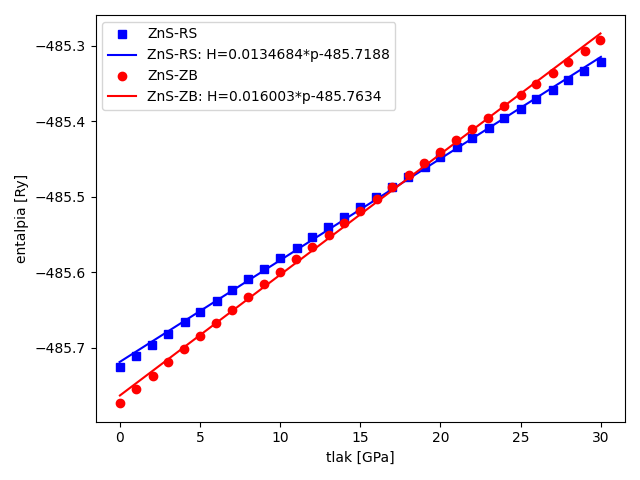 ZnS-RS
ZnS-RS: H=0.0134684*p-485.7188
ZnS-ZB
ZnS-ZB: H=0.016003*p-485.7634
−485.3
−485.4
−485.5
−485.6
−485.7
entalpia [Ry]
0 5 10 15 20 25 30
tlak [GPa]